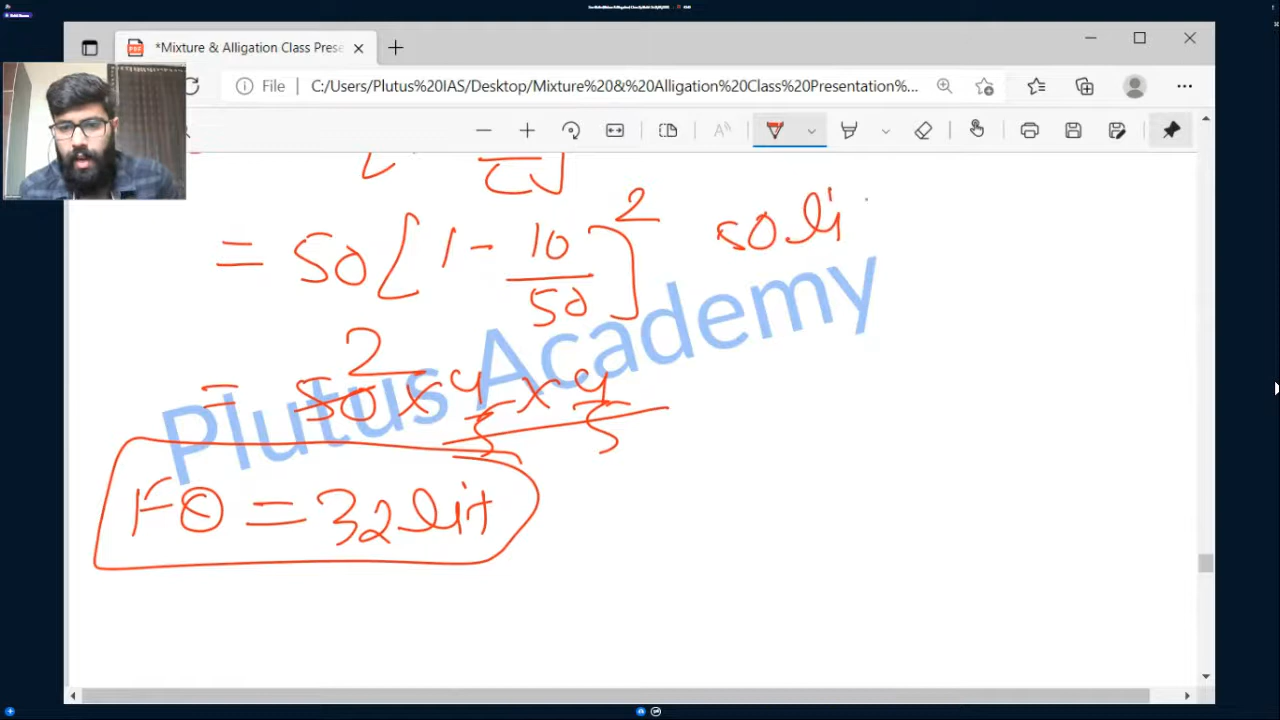 *Mixture & Alligation Class Prese
File C:/Users/Plutus%20IAS/Desktop/Mixture%20&%20Alligation%20Class%20Presentation%...
= 50[1 - 10/50]² 50 li
= 50 x 4/5 x 4/5
2
FQ = 32 lit
Plutus Academy